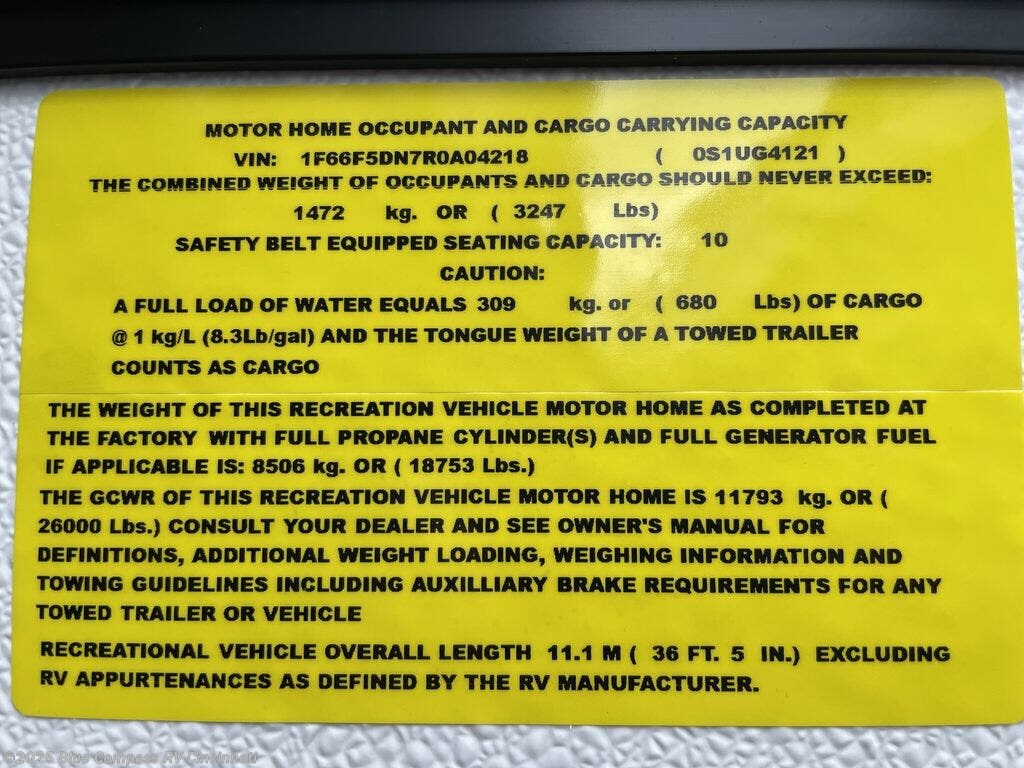 MOTOR HOME OCCUPANT AND CARGO CARRYING CAPACITY
VIN: 1F66F5DN7R0A04218 ( 0S1UG4121 )
THE COMBINED WEIGHT OF OCCUPANTS AND CARGO SHOULD NEVER EXCEED:
1472 kg. OR ( 3247 Lbs)
SAFETY BELT EQUIPPED SEATING CAPACITY: 10
CAUTION:
A FULL LOAD OF WATER EQUALS 309 kg. or ( 680 Lbs) OF CARGO
@ 1 kg/L (8.3Lb/gal) AND THE TONGUE WEIGHT OF A TOWED TRAILER
COUNTS AS CARGO
THE WEIGHT OF THIS RECREATION VEHICLE MOTOR HOME AS COMPLETED AT
THE FACTORY WITH FULL PROPANE CYLINDER(S) AND FULL GENERATOR FUEL
IF APPLICABLE IS: 8506 kg. OR ( 18753 Lbs.)
THE GCWR OF THIS RECREATION VEHICLE MOTOR HOME IS 11793 kg. OR (
26000 Lbs.) CONSULT YOUR DEALER AND SEE OWNER'S MANUAL FOR
DEFINITIONS, ADDITIONAL WEIGHT LOADING, WEIGHING INFORMATION AND
TOWING GUIDELINES INCLUDING AUXILLIARY BRAKE REQUIREMENTS FOR ANY
TOWED TRAILER OR VEHICLE
RECREATIONAL VEHICLE OVERALL LENGTH 11.1 M ( 36 FT. 5 IN.) EXCLUDING
RV APPURTENANCES AS DEFINED BY THE RV MANUFACTURER.
©2025 Blue Compass RV Cincinnati